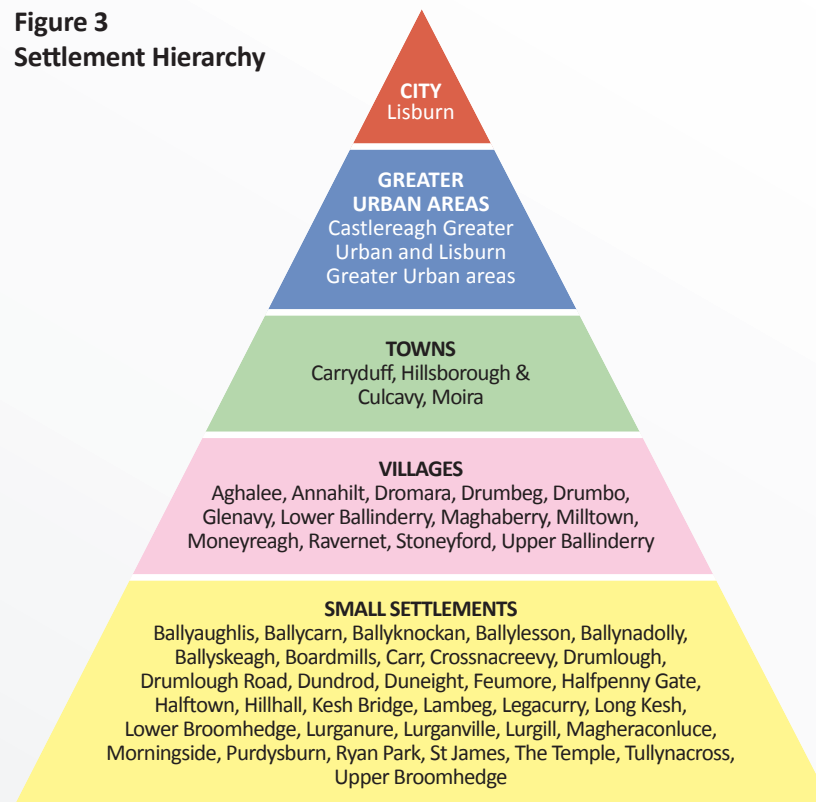 Figure 3
Settlement Hierarchy
CITY
Lisburn
GREATER
URBAN AREAS
Castlereagh Greater
Urban and Lisburn
Greater Urban areas
TOWNS
Carryduff, Hillsborough &
Culcavy, Moira
VILLAGES
Aghalee, Annahilt, Dromara, Drumbeg, Drumbo,
Glenavy, Lower Ballinderry, Maghaberry, Milltown,
Moneyreagh, Ravernet, Stoneyford, Upper Ballinderry
SMALL SETTLEMENTS
Ballyaughlis, Ballycarn, Ballyknockan, Ballylesson, Ballynadolly,
Ballyskeagh, Boardmills, Carr, Crossnacreevy, Drumlough,
Drumlough Road, Dundrod, Duneight, Feumore, Halfpenny Gate,
Halftown, Hillhall, Kesh Bridge, Lambeg, Legacurry, Long Kesh,
Lower Broomhedge, Lurganure, Lurganville, Lurgill, Magheraconluce,
Morningside, Purdysburn, Ryan Park, St James, The Temple, Tullynacross,
Upper Broomhedge